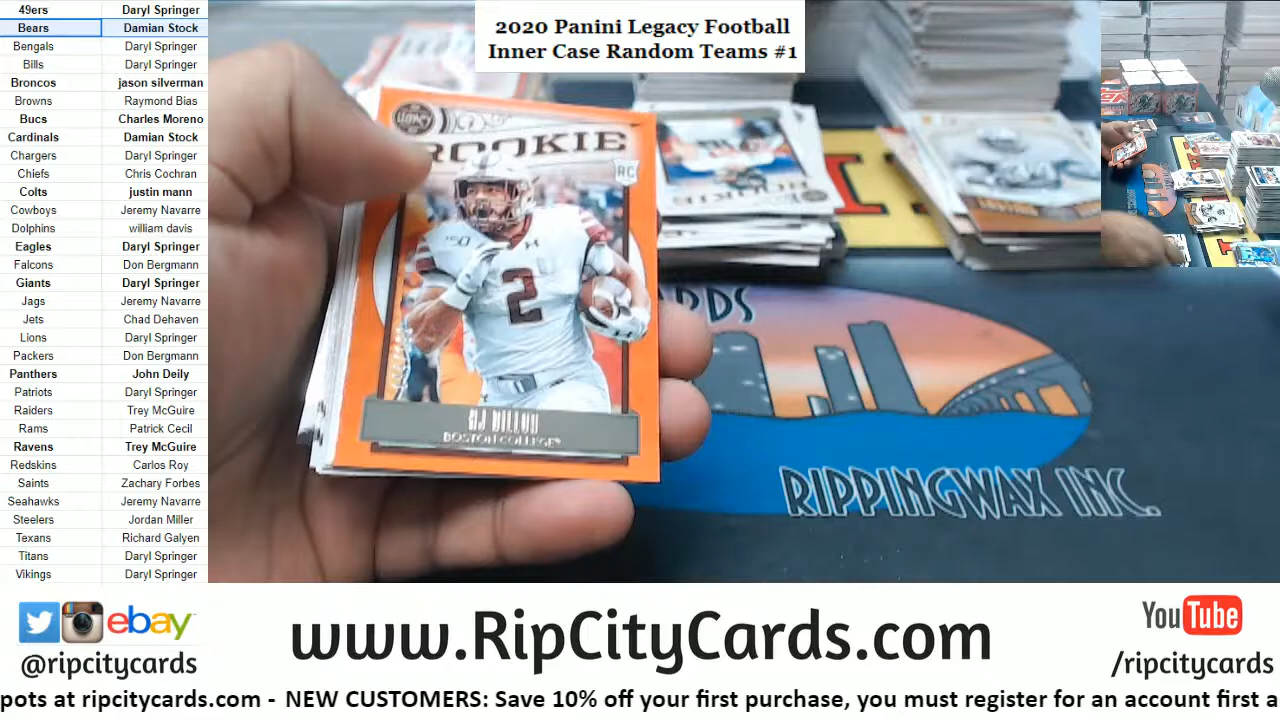 49ers Daryl Springer
Bears Damian Stock
Bengals Daryl Springer
Bills Daryl Springer
Broncos jason silverman
Browns Raymond Bias
Bucs Charles Moreno
Cardinals Damian Stock
Chargers Daryl Springer
Chiefs Chris Cochran
Colts justin mann
Cowboys Jeremy Navarre
Dolphins william davis
Eagles Daryl Springer
Falcons Don Bergmann
Giants Daryl Springer
Jags Jeremy Navarre
Jets Chad Dehaven
Lions Daryl Springer
Packers Don Bergmann
Panthers John Deily
Patriots Daryl Springer
Raiders Trey McGuire
Rams Patrick Cecil
Ravens Trey McGuire
Redskins Carlos Roy
Saints Zachary Forbes
Seahawks Jeremy Navarre
Steelers Jordan Miller
Texans Richard Galyen
Titans Daryl Springer
Vikings Daryl Springer
2020 Panini Legacy Football
Inner Case Random Teams #1
LEGACY
ROOKIE
RC
150
2
AJ DILLON
BOSTON COLLEGE
ROOKIE
RDS
RIPPINGWAX INC.
ebay
@ripcitycards
www.RipCityCards.com
YouTube
/ripcitycards
pots at ripcitycards.com - NEW CUSTOMERS: Save 10% off your first purchase, you must register for an account first a